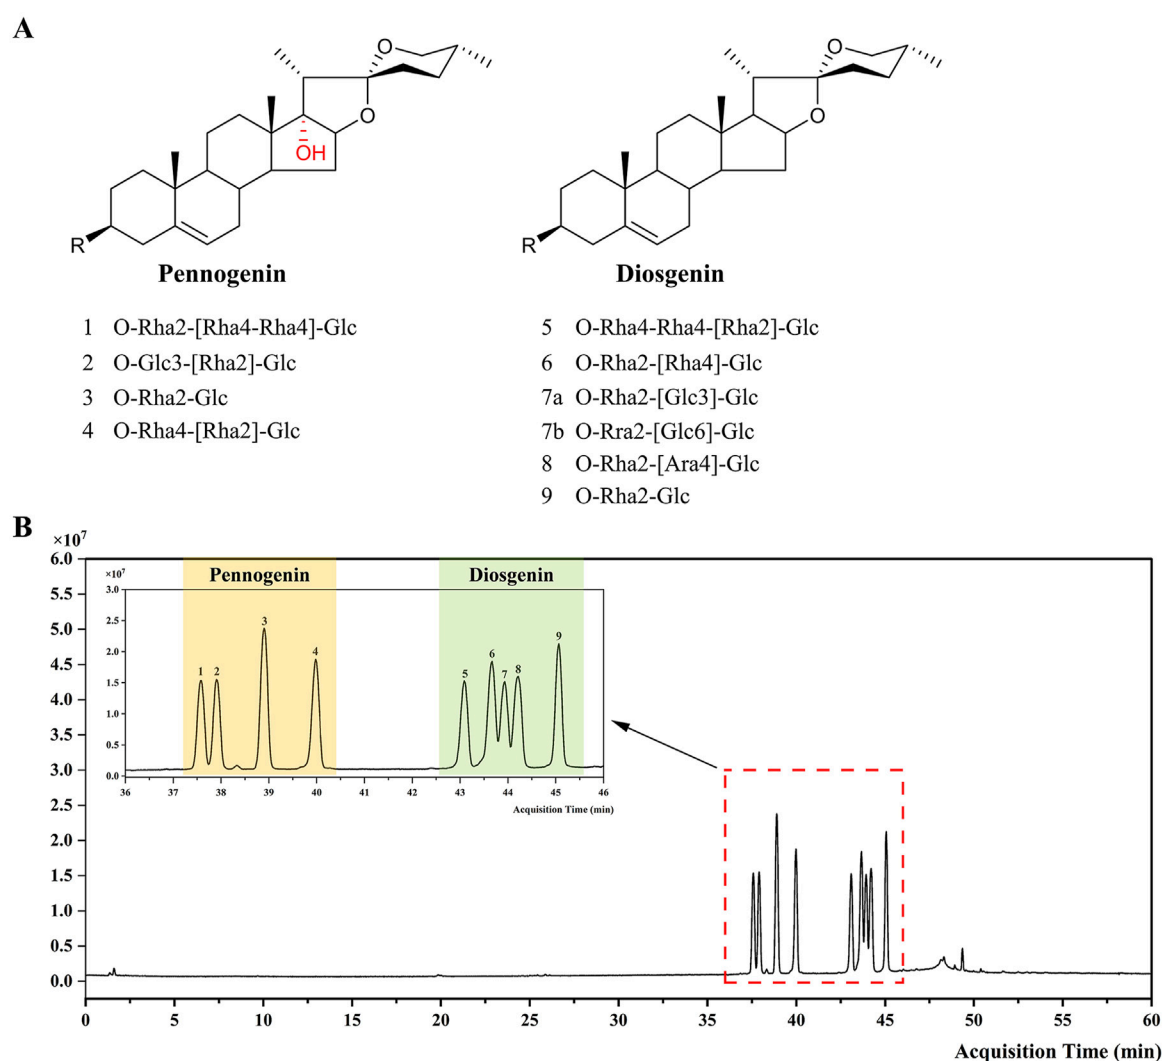 A
O
O
OH
R
Pennogenin
1 O-Rha2-[Rha4-Rha4]-Glc
2 O-Glc3-[Rha2]-Glc
3 O-Rha2-Glc
4 O-Rha4-[Rha2]-Glc
O
O
R
Diosgenin
5 O-Rha4-Rha4-[Rha2]-Glc
6 O-Rha2-[Rha4]-Glc
7a O-Rha2-[Glc3]-Glc
7b O-Rra2-[Glc6]-Glc
8 O-Rha2-[Ara4]-Glc
9 O-Rha2-Glc
B
×10⁷
6.0
5.5
5.0
4.5
4.0
3.5
3.0
2.5
2.0
1.5
1.0
0.5
0.0
Pennogenin Diosgenin
×10⁷
3.0
2.5
2.0
1.5
1.0
0.5
0.0
1 2 3 4 5 6 7 8 9
36 37 38 39 40 41 42 43 44 45 46
Acquisition Time (min)
0 5 10 15 20 25 30 35 40 45 50 55 60
Acquisition Time (min)